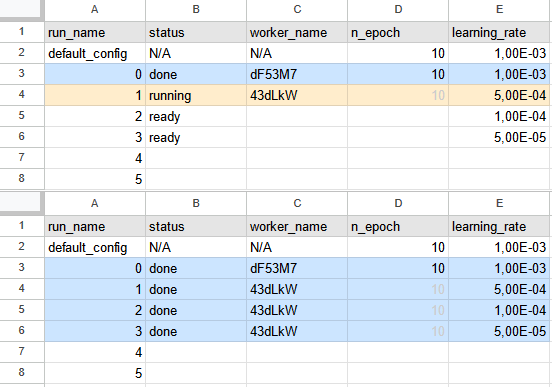 A B C D E
1 run_name status worker_name n_epoch learning_rate
2 default_config N/A N/A 10 1,00E-03
3 0 done dF53M7 10 1,00E-03
4 1 running 43dLkW 10 5,00E-04
5 2 ready 1,00E-04
6 3 ready 5,00E-05
7 4
8 5
A B C D E
1 run_name status worker_name n_epoch learning_rate
2 default_config N/A N/A 10 1,00E-03
3 0 done dF53M7 10 1,00E-03
4 1 done 43dLkW 10 5,00E-04
5 2 done 43dLkW 10 1,00E-04
6 3 done 43dLkW 10 5,00E-05
7 4
8 5